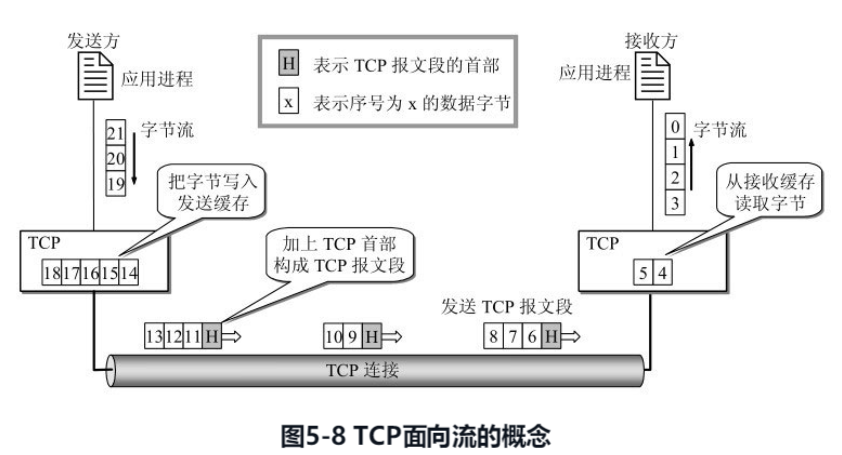 发送方
应用进程
H 表示 TCP 报文段的首部
x 表示序号为 x 的数据字节
接收方
应用进程
21
20
19
字节流
把字节写入
发送缓存
0
1
2
3
字节流
从接收缓存
读取字节
TCP
18 17 16 15 14
加上 TCP 首部
构成 TCP 报文段
TCP
5 4
发送 TCP 报文段
13 12 11 H
10 9 H
8 7 6 H
TCP 连接
图5-8 TCP面向流的概念